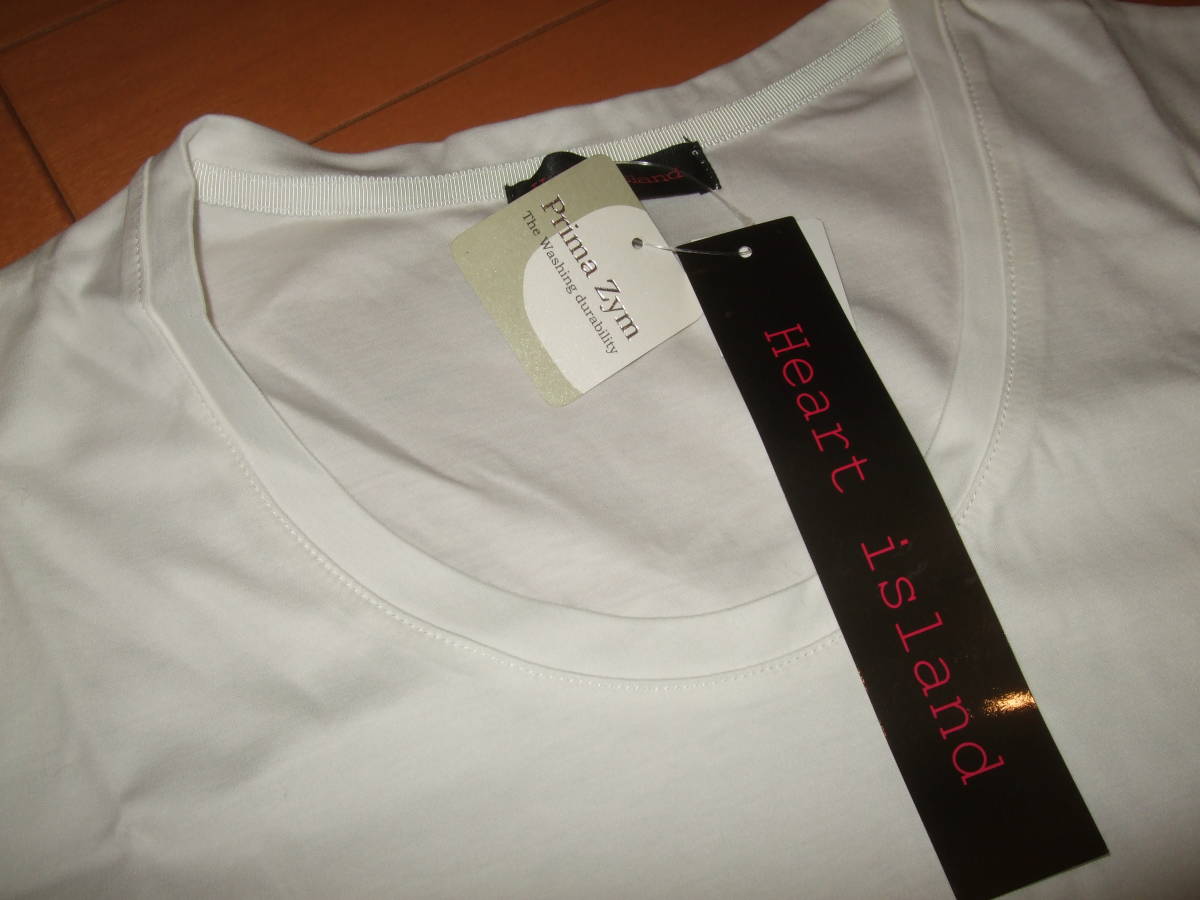 Prima Zym
The Washing durability
Heart island